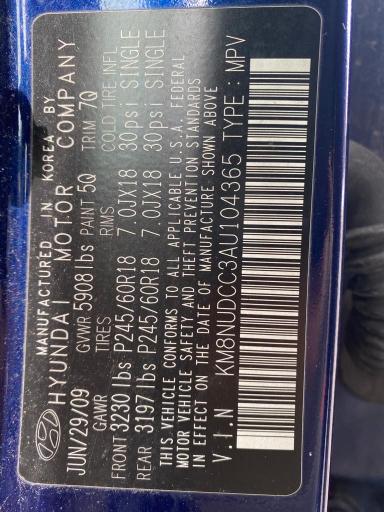 MANUFACTURED IN KOREA BY
HYUNDAI MOTOR COMPANY
JUN/29/09 GVWR 5908lbs PAINT 5Q TRIM 7Q
GAWR TIRES RIMS COLD TIRE INFL
FRONT 3230 lbs P245/60R18 7.0JX18 30psi SINGLE
REAR 3197 lbs P245/60R18 7.0JX18 30psi SINGLE
THIS VEHICLE CONFORMS TO ALL APPLICABLE U.S.A. FEDERAL
MOTOR VEHICLE SAFETY AND THEFT PREVENTION STANDARDS
IN EFFECT ON THE DATE OF MANUFACTURE SHOWN ABOVE
V.I.N KM8NUDCC3AU104365 TYPE : MPV